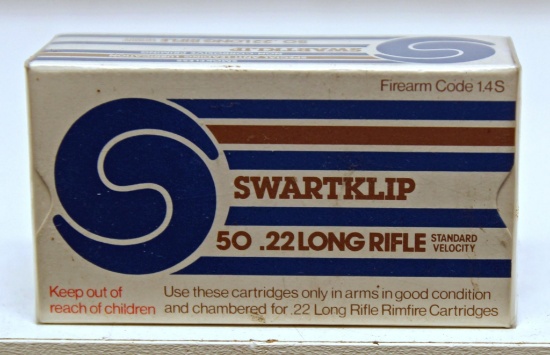 SWARTKLIP
Firearm Code 1.4S
SWARTKLIP
50 .22 LONG RIFLE STANDARD VELOCITY
Keep out of
reach of children
Use these cartridges only in arms in good condition
and chambered for .22 Long Rifle Rimfire Cartridges